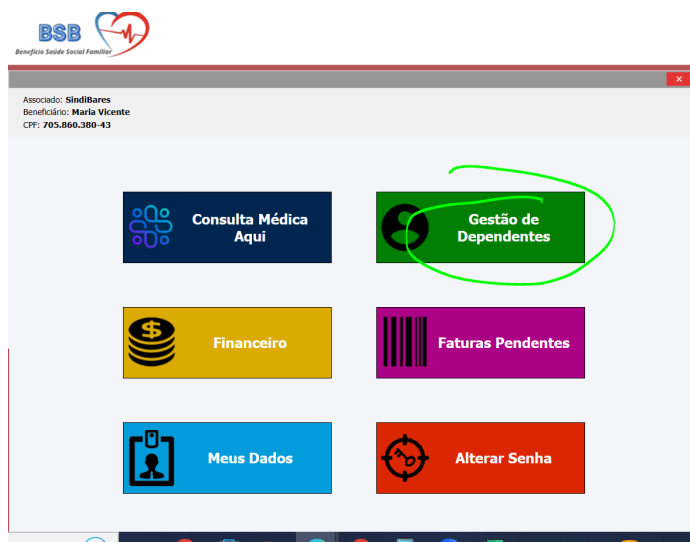 BSB
Benefício Saúde Social Familiar
Associado: SindiBares
Beneficiário: Maria Vicente
CPF: 705.860.380-43
Consulta Médica
Aqui
Gestão de
Dependentes
Financeiro
Faturas Pendentes
Meus Dados
Alterar Senha